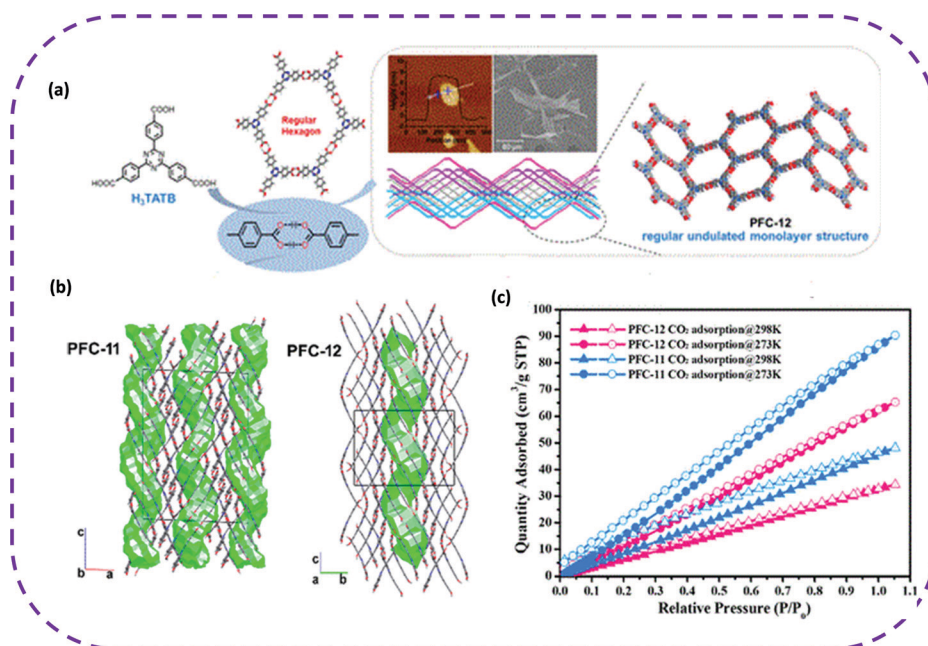 (a)
COOH
HOOC
COOH
H₃TATB
Regular
Hexagon
PFC-12
regular undulated monolayer structure
(b)
PFC-11
c
b
a
PFC-12
c
a
b
(c)
PFC-12 CO₂ adsorption@298K
PFC-12 CO₂ adsorption@273K
PFC-11 CO₂ adsorption@298K
PFC-11 CO₂ adsorption@273K
Quantity Adsorbed (cm³/g STP)
100
90
80
70
60
50
40
30
20
10
0
0.1 0.2 0.3 0.4 0.5 0.6 0.7 0.8 0.9 1.0 1.1
Relative Pressure (P/P₀)